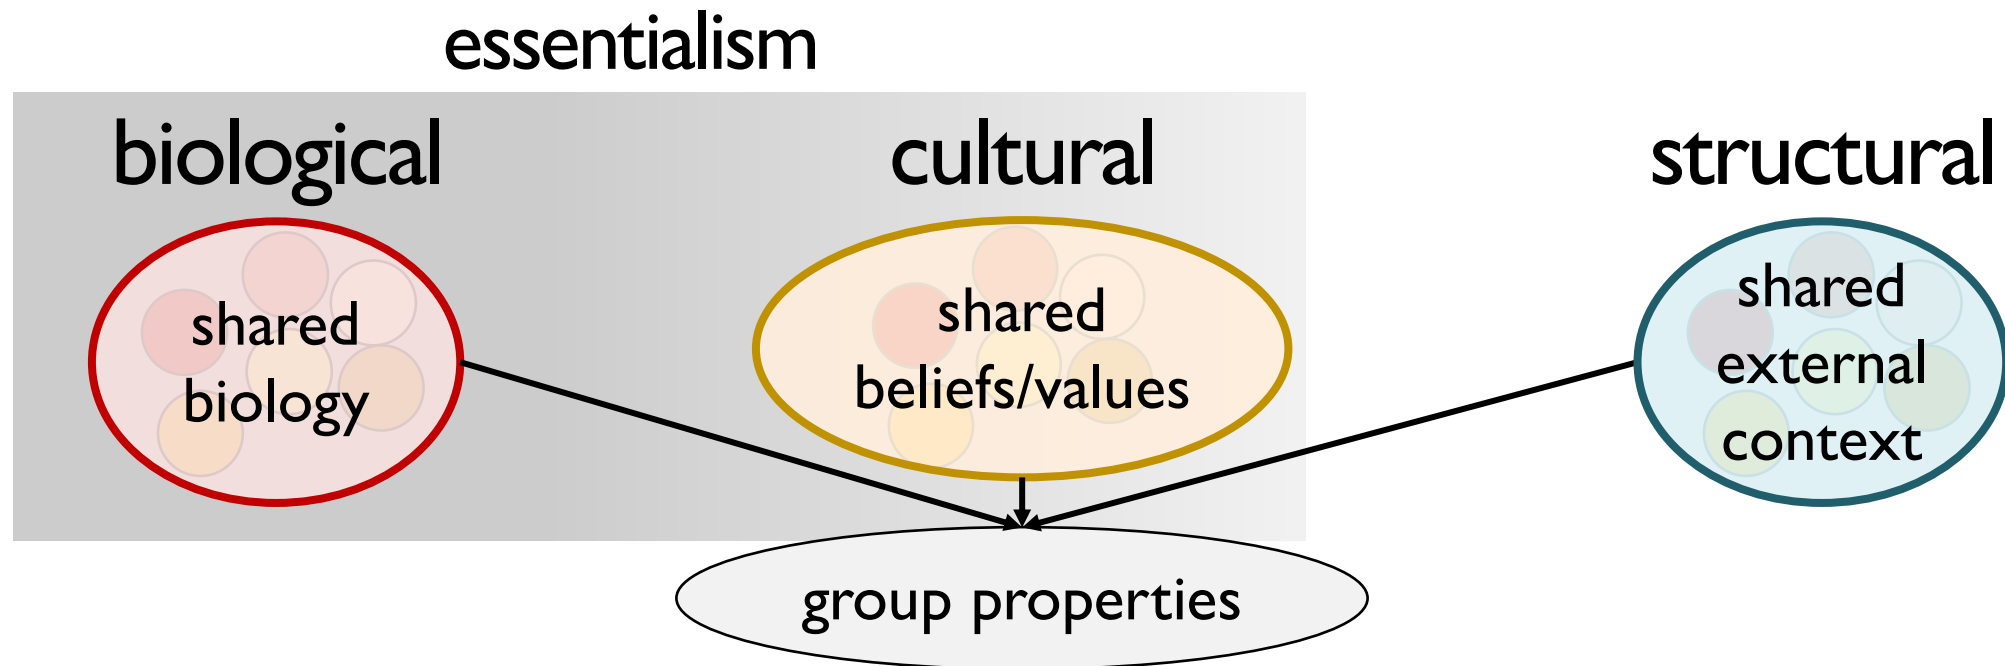 essentialism
biological
cultural
structural
shared
biology
shared
beliefs/values
shared
external
context
group properties